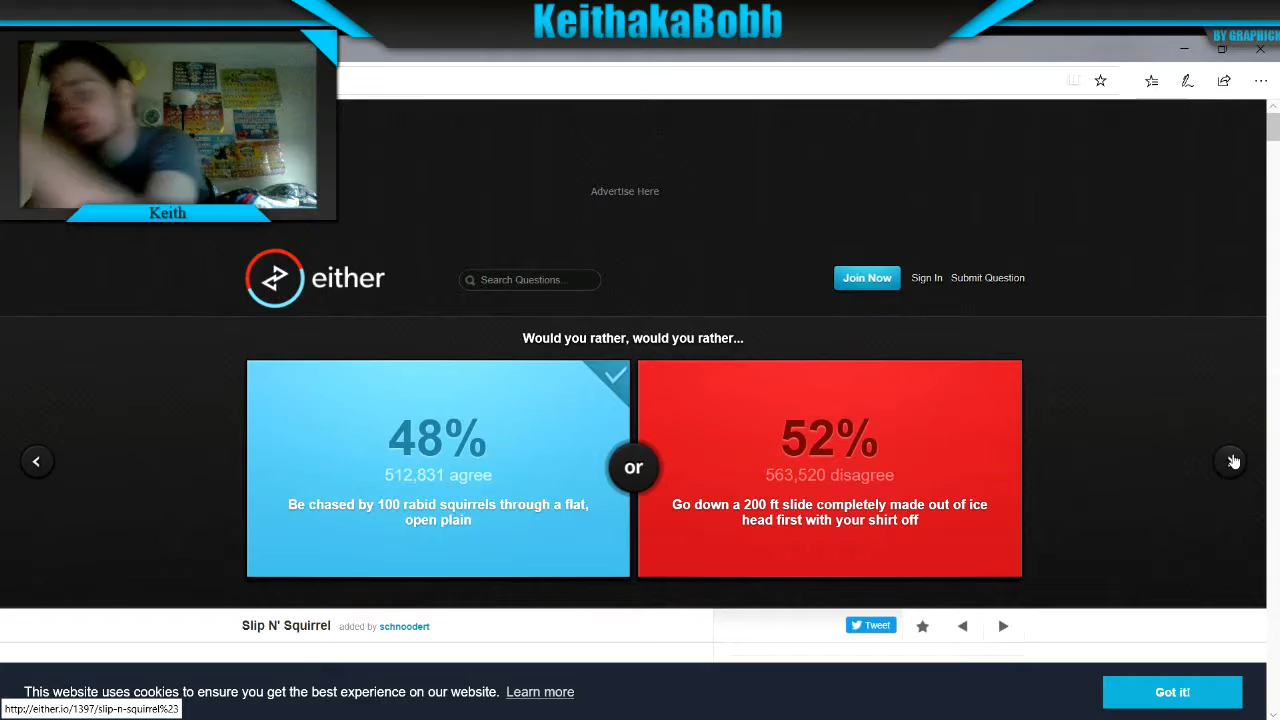 KeithakaBobb
BY GRAPHICK
Keith
Advertise Here
either
Search Questions...
Join Now
Sign In
Submit Question
Would you rather, would you rather...
48%
512,831 agree
Be chased by 100 rabid squirrels through a flat,
open plain
or
52%
563,520 disagree
Go down a 200 ft slide completely made out of ice
head first with your shirt off
Slip N' Squirrel
added by schnoodert
Tweet
This website uses cookies to ensure you get the best experience on our website. Learn more
Got it!
http://either.io/1397/slip-n-squirrel%23